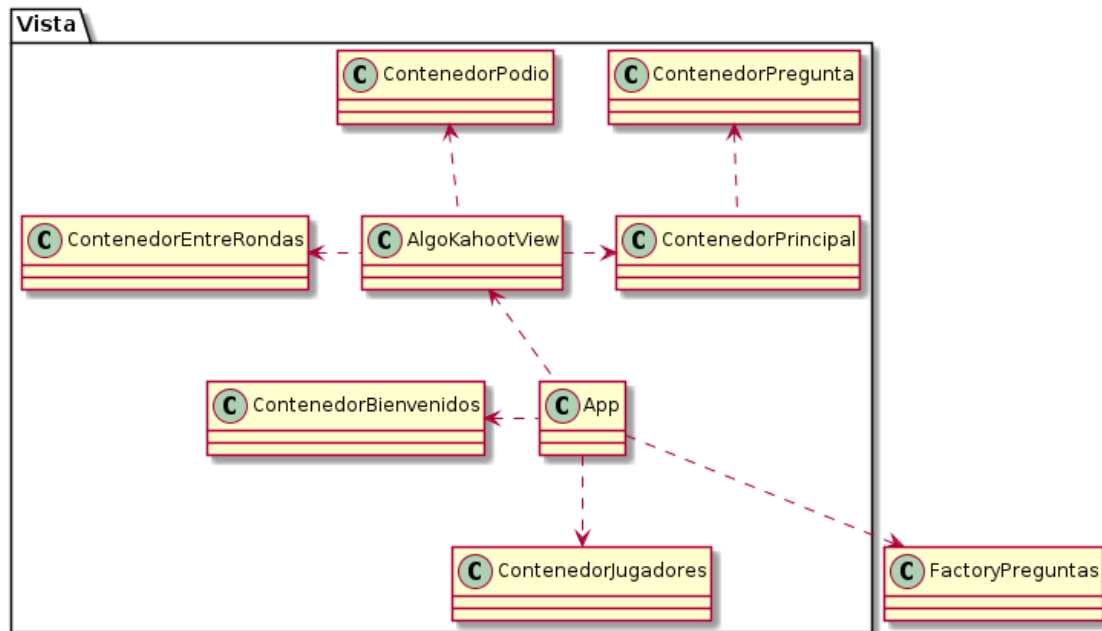 Vista
C ContenedorPodio
C ContenedorPregunta
C ContenedorEntreRondas
C AlgoKahootView
C ContenedorPrincipal
C ContenedorBienvenidos
C App
C ContenedorJugadores
C FactoryPreguntas